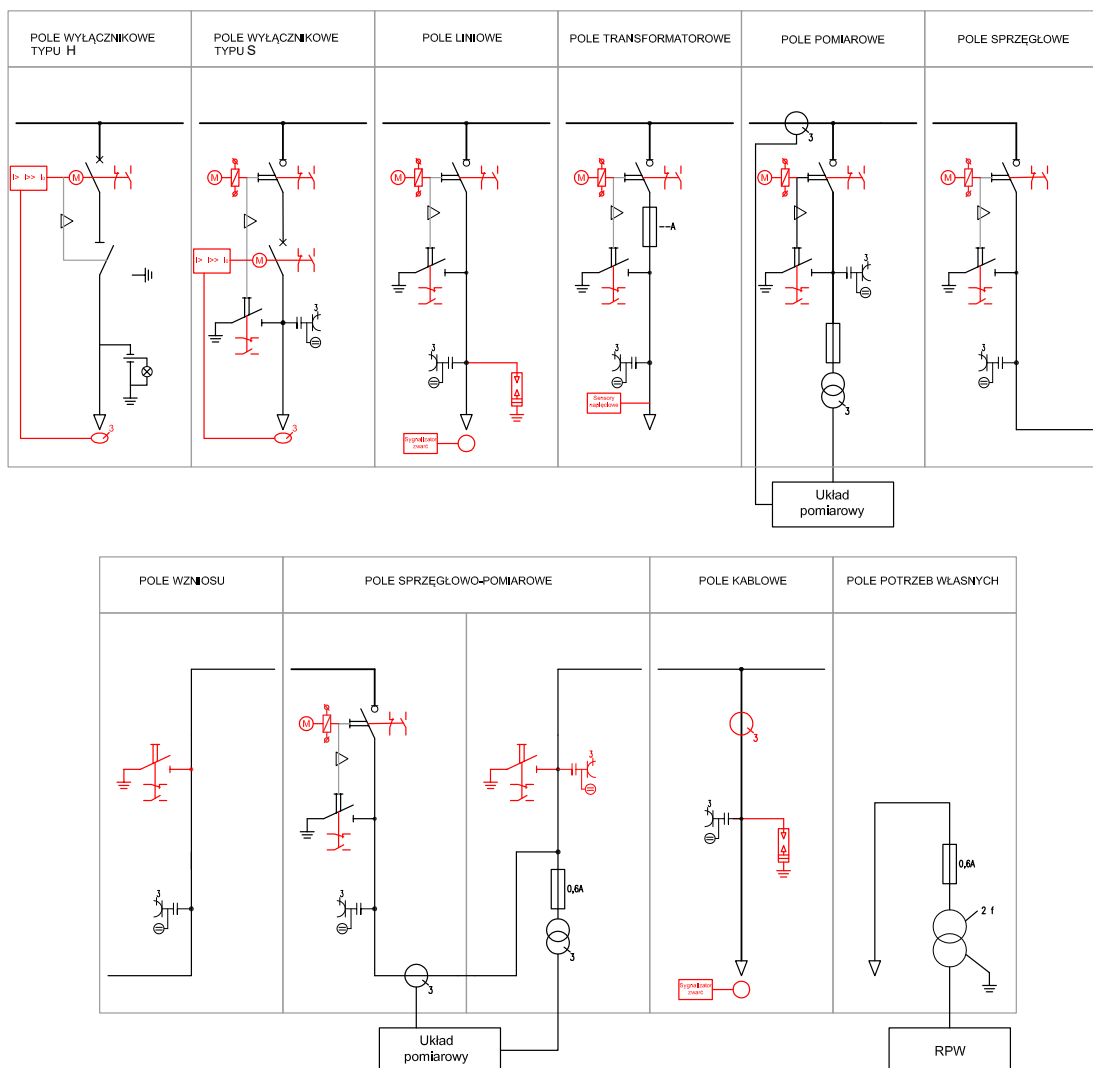 POLE WYŁĄCZNIKOWE
TYPU H
POLE WYŁĄCZNIKOWE
TYPU S
POLE LINIOWE
POLE TRANSFORMATOROWE
POLE POMIAROWE
POLE SPRZĘGŁOWE
3
I> I>> I₀
M
M
M
M
M
M
--A
I> I>> I₀
M
3
3
3
3
3
3
Sensory
napięciowe
3
3
3
Sygnalizator
zwarć
Układ
pomiarowy
POLE WZNIOSU
POLE SPRZĘGŁOWO-POMIAROWE
POLE KABLOWE
POLE POTRZEB WŁASNYCH
M
3
3
3
0,6A
0,6A
3
3
2 f
3
3
Sygnalizator
zwarć
Układ
pomiarowy
RPW